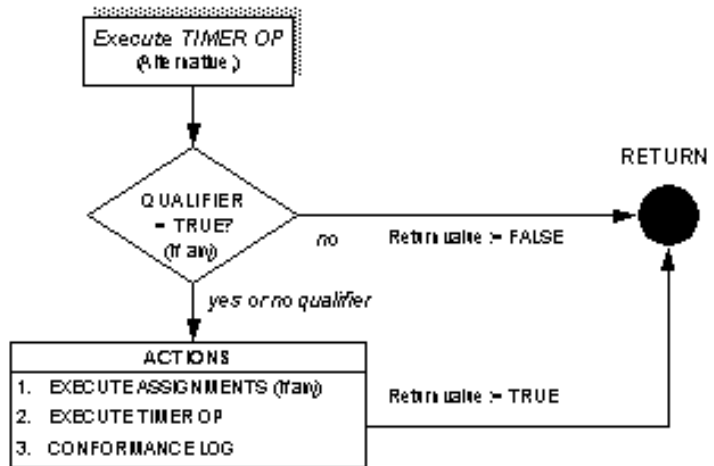 Execute TIMER OP
(Alternative,)
QUALIFIER
= TRUE?
(If any)
no
Return value := FALSE
RETURN
yes or no qualifier
ACTIONS
1. EXECUTE ASSIGNMENTS (If any)
2. EXECUTE TIMER OP
3. CONFORMANCE LOG
Return value := TRUE